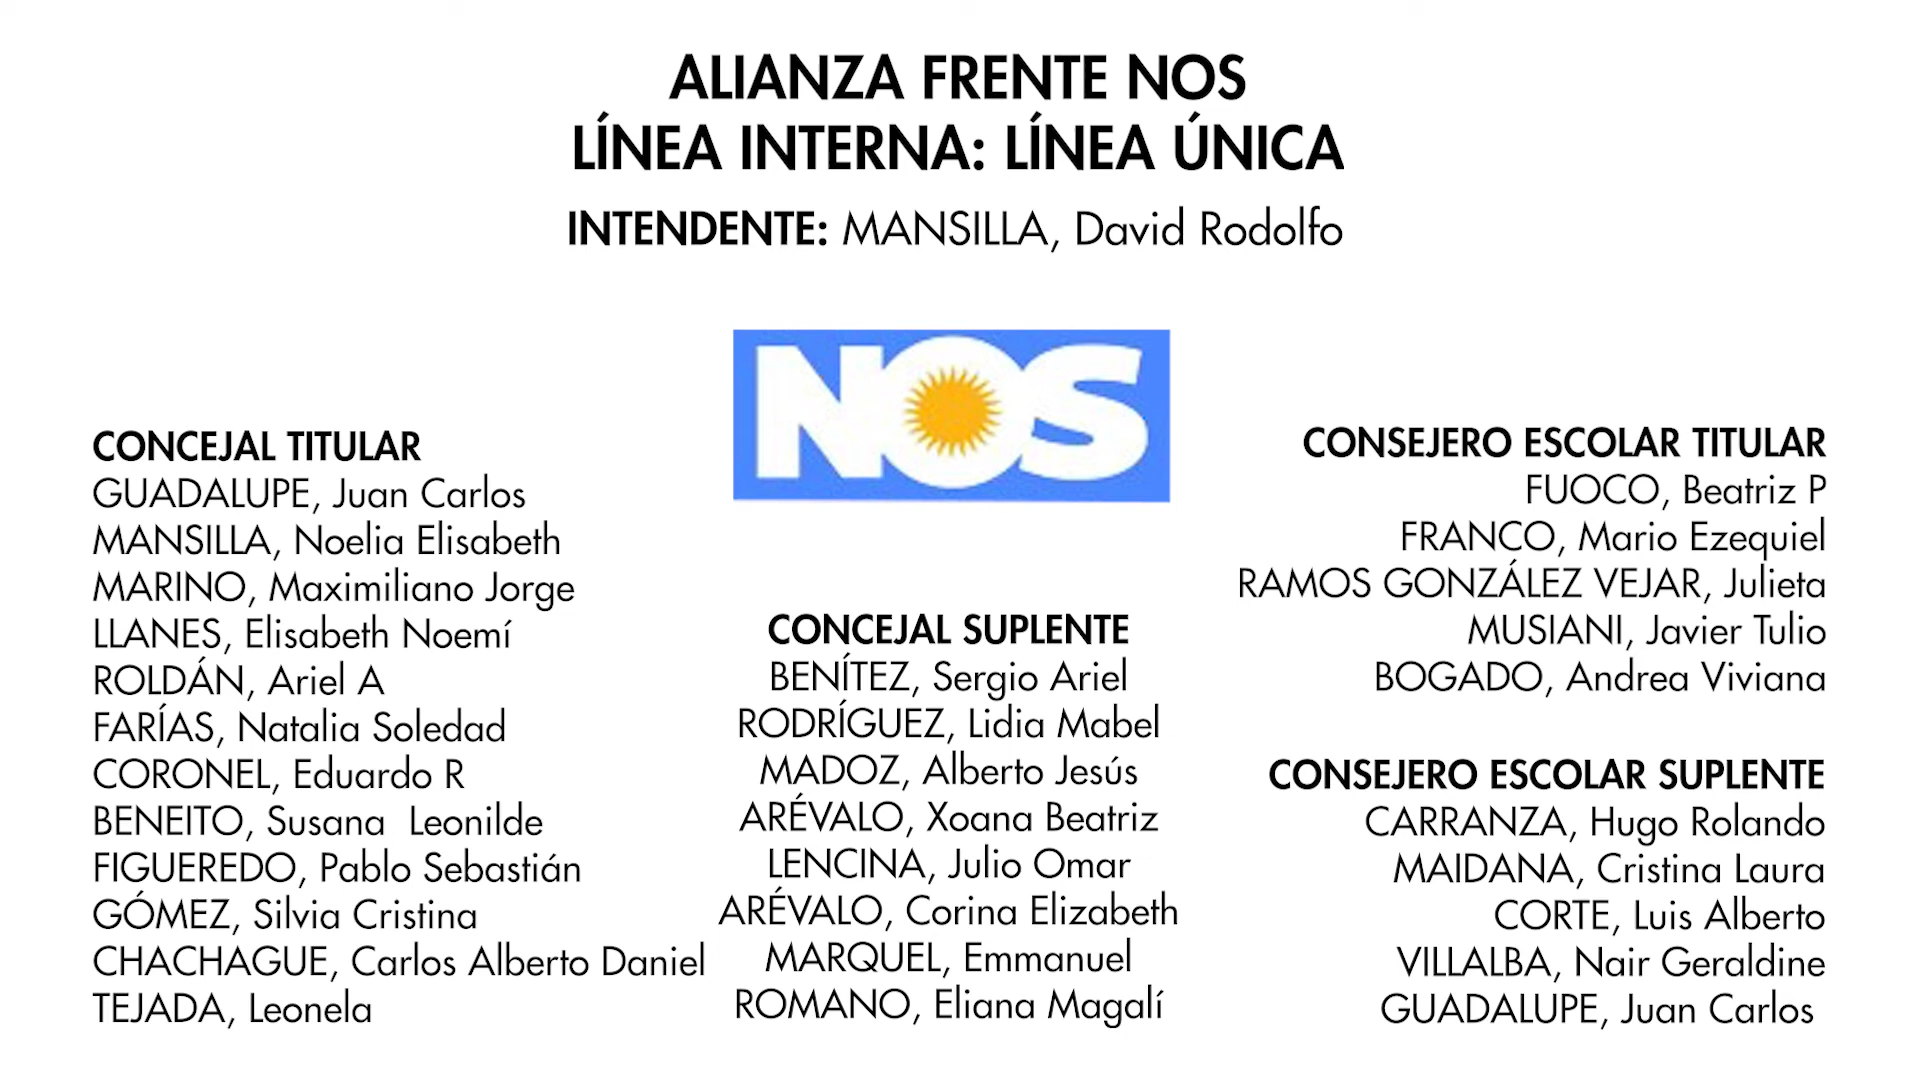 ALIANZA FRENTE NOS
LÍNEA INTERNA: LÍNEA ÚNICA
INTENDENTE: MANSILLA, David Rodolfo
NOS
CONCEJAL TITULAR
GUADALUPE, Juan Carlos
MANSILLA, Noelia Elisabeth
MARINO, Maximiliano Jorge
LLANES, Elisabeth Noemí
ROLDÁN, Ariel A
FARÍAS, Natalia Soledad
CORONEL, Eduardo R
BENEITO, Susana  Leonilde
FIGUEREDO, Pablo Sebastián
GÓMEZ, Silvia Cristina
CHACHAGUE, Carlos Alberto Daniel
TEJADA, Leonela
CONCEJAL SUPLENTE
BENÍTEZ, Sergio Ariel
RODRÍGUEZ, Lidia Mabel
MADOZ, Alberto Jesús
ARÉVALO, Xoana Beatriz
LENCINA, Julio Omar
ARÉVALO, Corina Elizabeth
MARQUEL, Emmanuel
ROMANO, Eliana Magalí
CONSEJERO ESCOLAR TITULAR
FUOCO, Beatriz P
FRANCO, Mario Ezequiel
RAMOS GONZÁLEZ VEJAR, Julieta
MUSIANI, Javier Tulio
BOGADO, Andrea Viviana
CONSEJERO ESCOLAR SUPLENTE
CARRANZA, Hugo Rolando
MAIDANA, Cristina Laura
CORTE, Luis Alberto
VILLALBA, Nair Geraldine
GUADALUPE, Juan Carlos